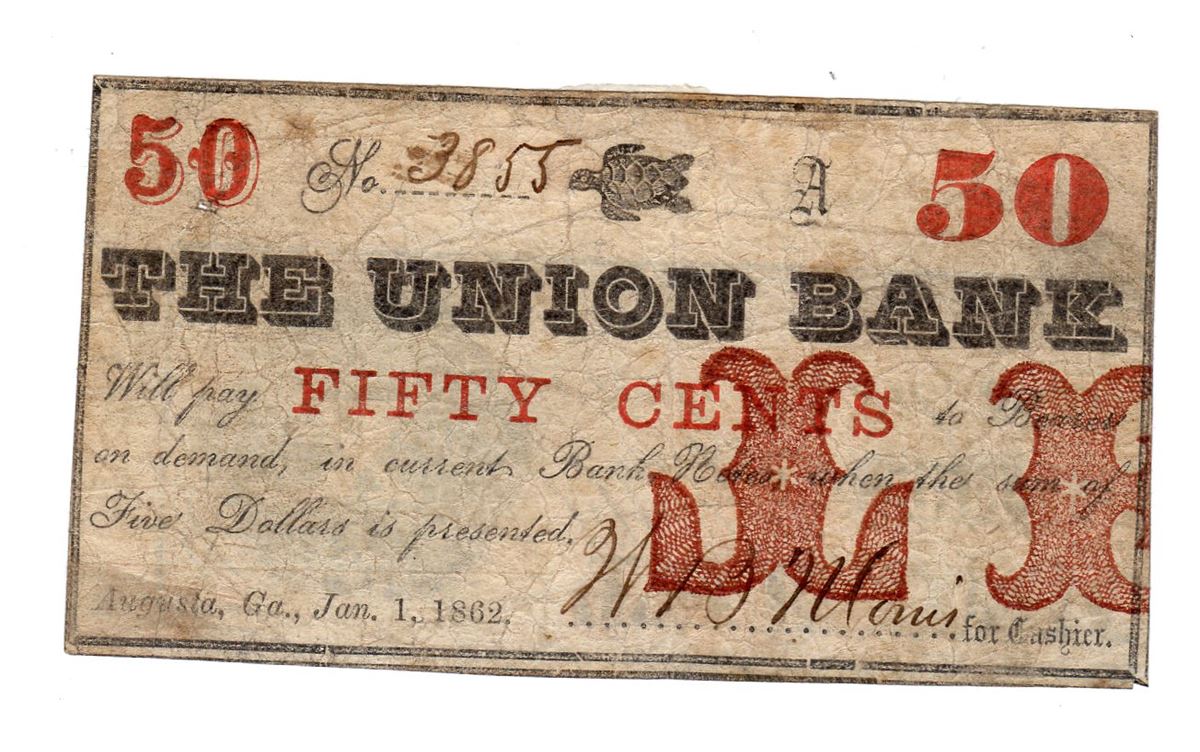 50 No. 3855 A 50
THE UNION BANK
Will pay FIFTY CENTS to Bearer
on demand, in current Bank Notes when the sum of
Five Dollars is presented.
Augusta, Ga., Jan. 1, 1862. W B Morris for Cashier.